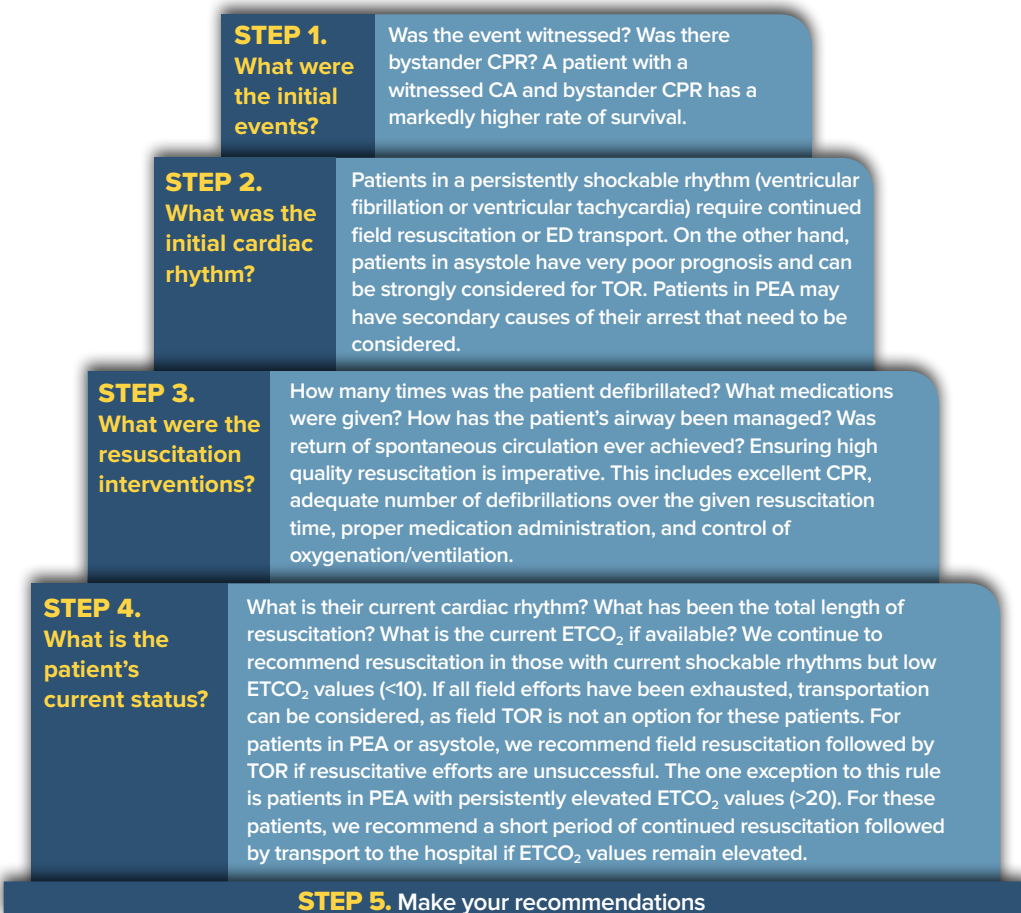 STEP 1.
What were
the initial
events?
Was the event witnessed? Was there
bystander CPR? A patient with a
witnessed CA and bystander CPR has a
markedly higher rate of survival.
STEP 2.
What was the
initial cardiac
rhythm?
Patients in a persistently shockable rhythm (ventricular
fibrillation or ventricular tachycardia) require continued
field resuscitation or ED transport. On the other hand,
patients in asystole have very poor prognosis and can
be strongly considered for TOR. Patients in PEA may
have secondary causes of their arrest that need to be
considered.
STEP 3.
What were the
resuscitation
interventions?
How many times was the patient defibrillated? What medications
were given? How has the patient’s airway been managed? Was
return of spontaneous circulation ever achieved? Ensuring high
quality resuscitation is imperative. This includes excellent CPR,
adequate number of defibrillations over the given resuscitation
time, proper medication administration, and control of
oxygenation/ventilation.
STEP 4.
What is the
patient’s
current status?
What is their current cardiac rhythm? What has been the total length of
resuscitation? What is the current ETCO₂ if available? We continue to
recommend resuscitation in those with current shockable rhythms but low
ETCO₂ values (<10). If all field efforts have been exhausted, transportation
can be considered, as field TOR is not an option for these patients. For
patients in PEA or asystole, we recommend field resuscitation followed by
TOR if resuscitative efforts are unsuccessful. The one exception to this rule
is patients in PEA with persistently elevated ETCO₂ values (>20). For these
patients, we recommend a short period of continued resuscitation followed
by transport to the hospital if ETCO₂ values remain elevated.
STEP 5. Make your recommendations